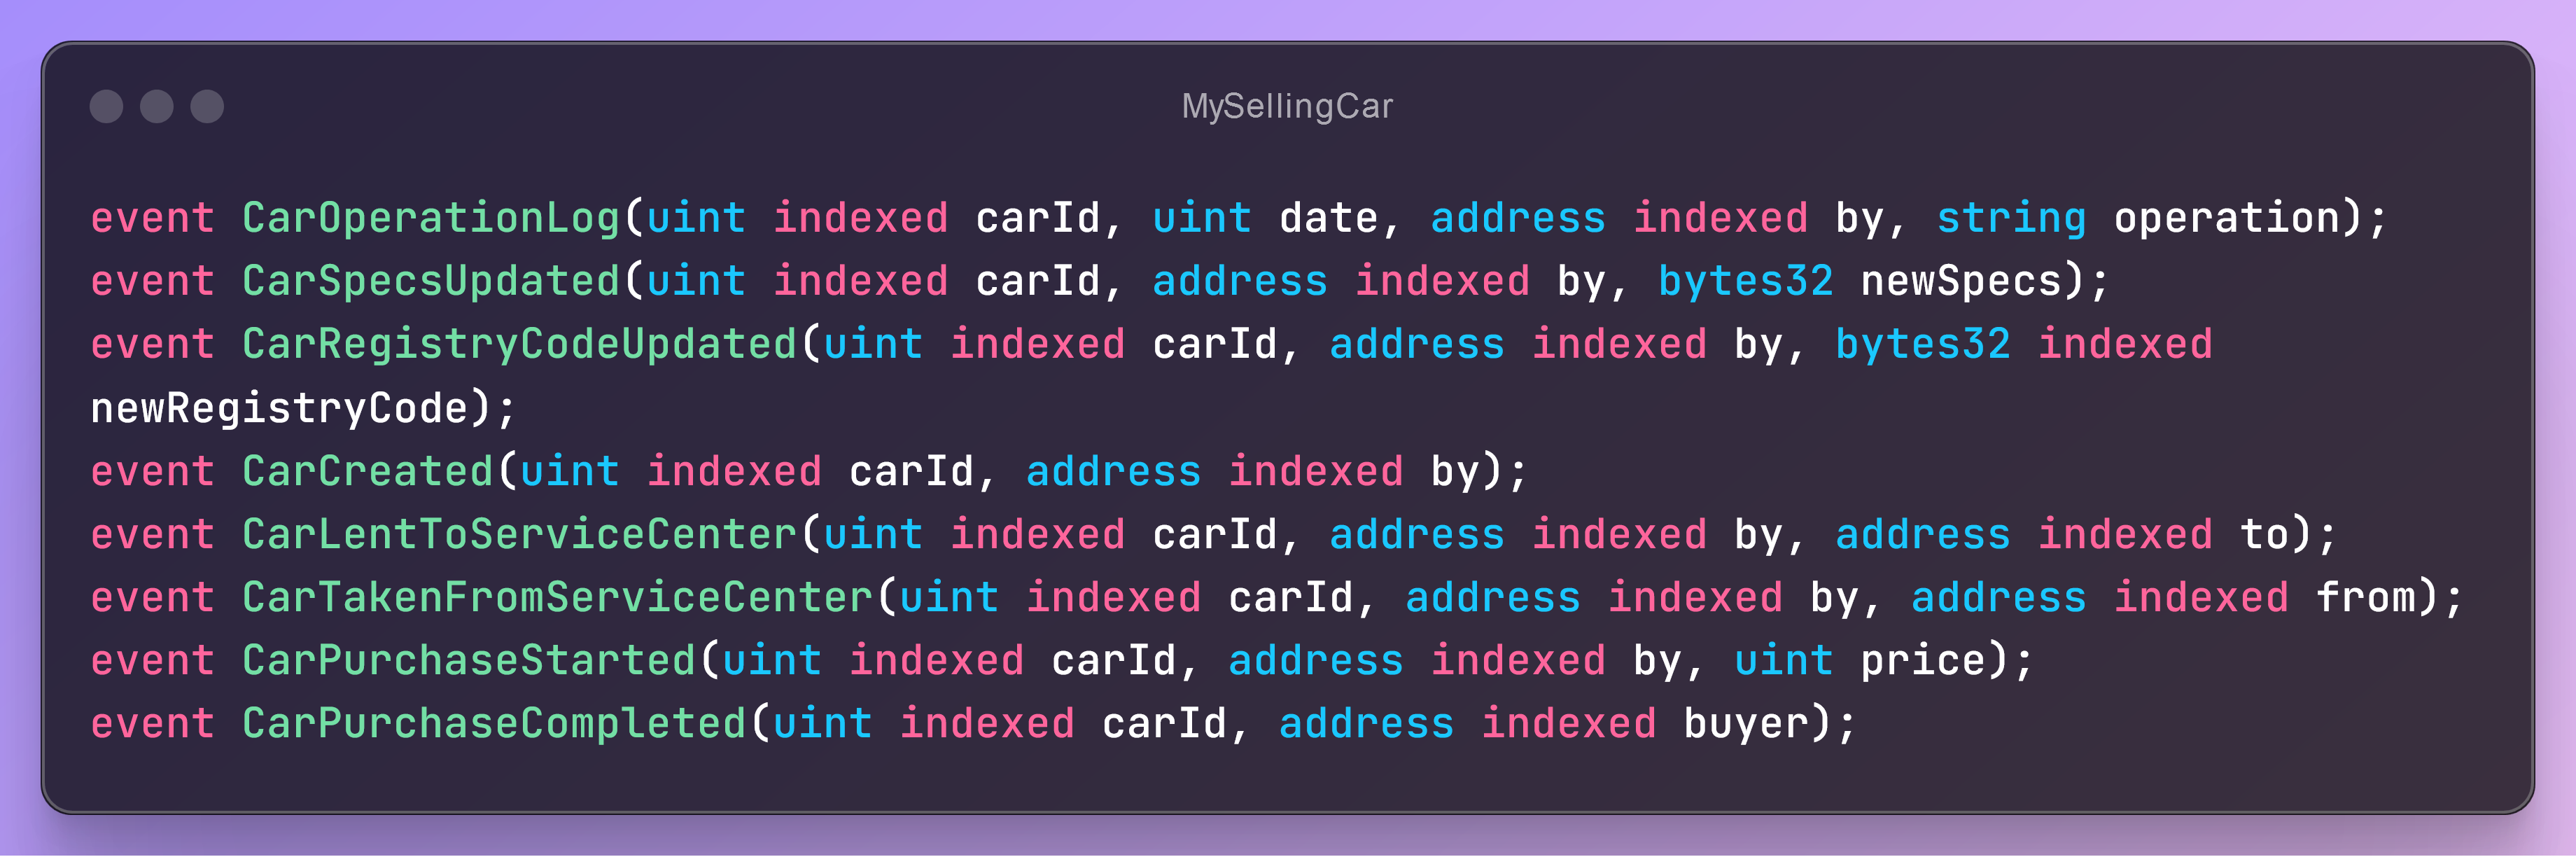 MySellingCar
event CarOperationLog(uint indexed carId, uint date, address indexed by, string operation);
event CarSpecsUpdated(uint indexed carId, address indexed by, bytes32 newSpecs);
event CarRegistryCodeUpdated(uint indexed carId, address indexed by, bytes32 indexed
newRegistryCode);
event CarCreated(uint indexed carId, address indexed by);
event CarLentToServiceCenter(uint indexed carId, address indexed by, address indexed to);
event CarTakenFromServiceCenter(uint indexed carId, address indexed by, address indexed from);
event CarPurchaseStarted(uint indexed carId, address indexed by, uint price);
event CarPurchaseCompleted(uint indexed carId, address indexed buyer);